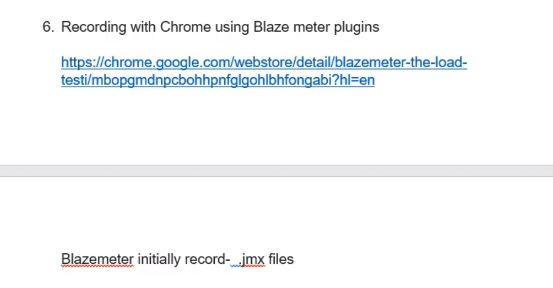 6. Recording with Chrome using Blaze meter plugins
https://chrome.google.com/webstore/detail/blazemeter-the-load-
testi/mbopgmdnpcbohhpnfglgohlbhfongabi?hl=en
Blazemeter initially record- .jmx files